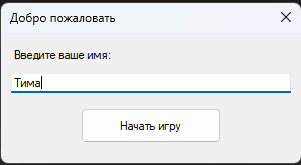 Добро пожаловать
Введите ваше имя:
Тима
Начать игру